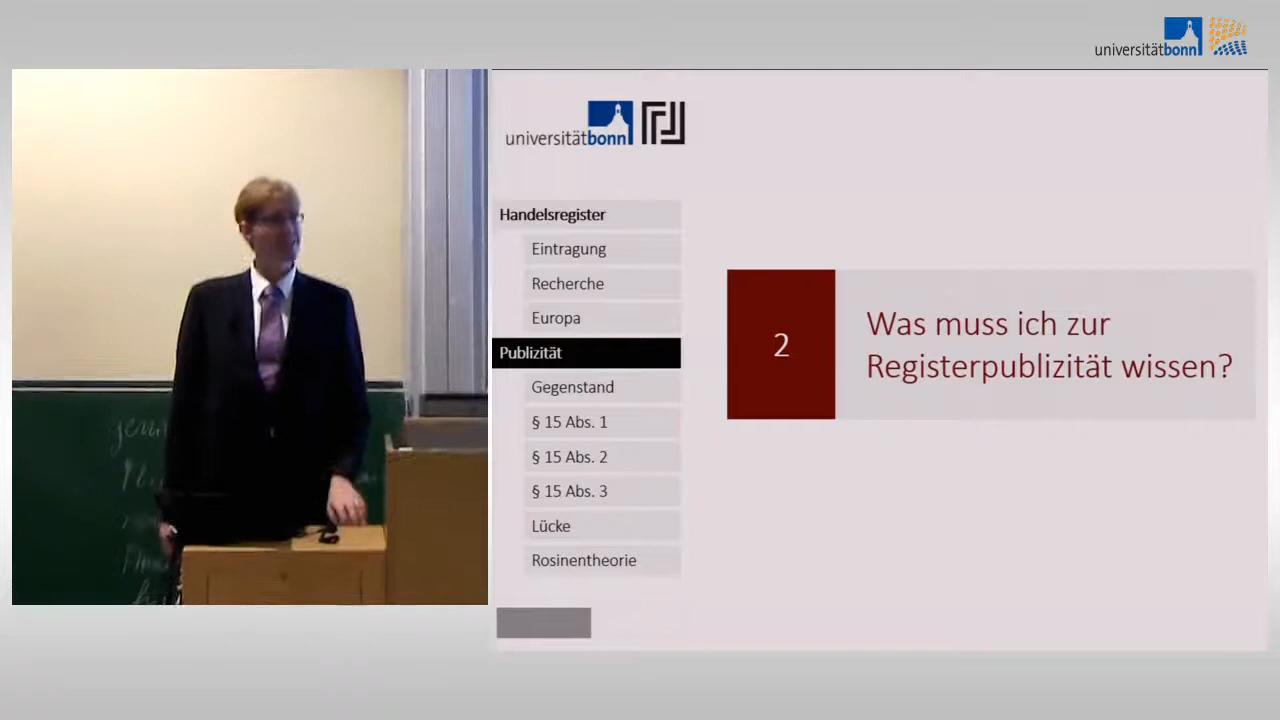 universitätbonn
universitätbonn
Handelsregister
Eintragung
Recherche
Europa
Publizität
Gegenstand
§ 15 Abs. 1
§ 15 Abs. 2
§ 15 Abs. 3
Lücke
Rosinentheorie
2
Was muss ich zur
Registerpublizität wissen?